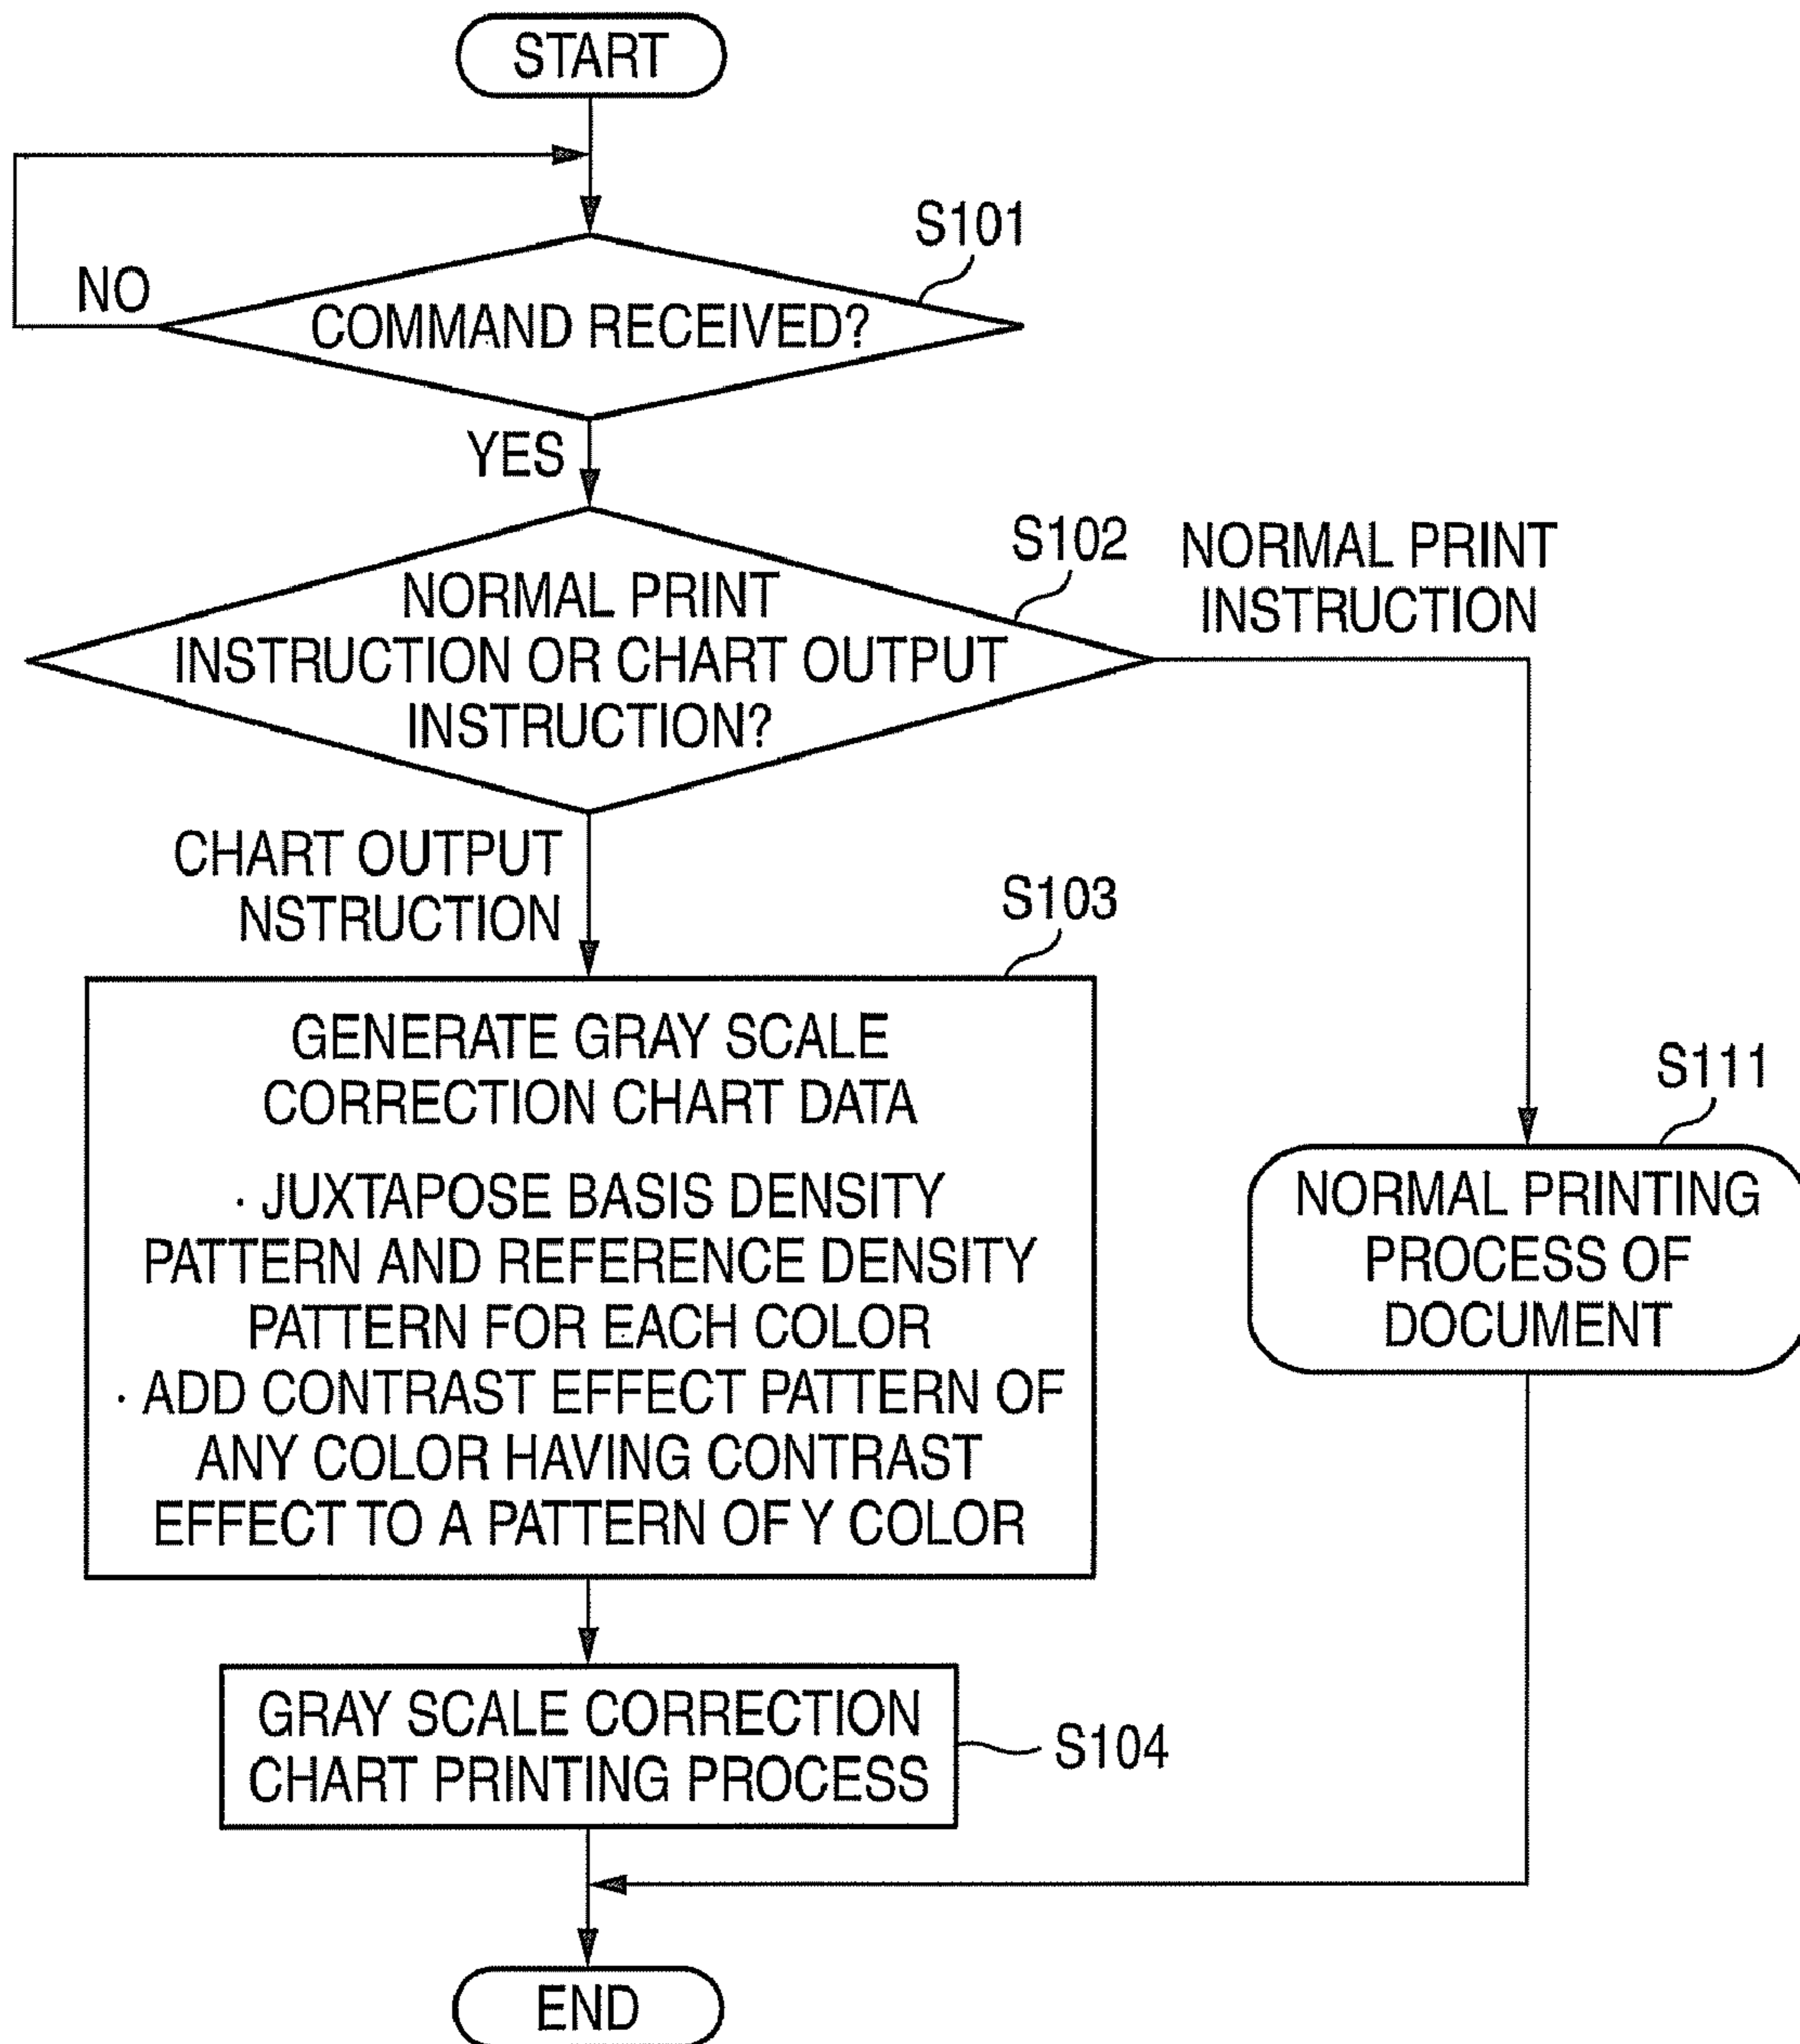 START
S101
NO
COMMAND RECEIVED?
YES
S102
NORMAL PRINT
INSTRUCTION
NORMAL PRINT
INSTRUCTION OR CHART OUTPUT
INSTRUCTION?
CHART OUTPUT
NSTRUCTION
S103
GENERATE GRAY SCALE
CORRECTION CHART DATA
· JUXTAPOSE BASIS DENSITY
PATTERN AND REFERENCE DENSITY
PATTERN FOR EACH COLOR
· ADD CONTRAST EFFECT PATTERN OF
ANY COLOR HAVING CONTRAST
EFFECT TO A PATTERN OF Y COLOR
S111
NORMAL PRINTING
PROCESS OF
DOCUMENT
GRAY SCALE CORRECTION
CHART PRINTING PROCESS
S104
END